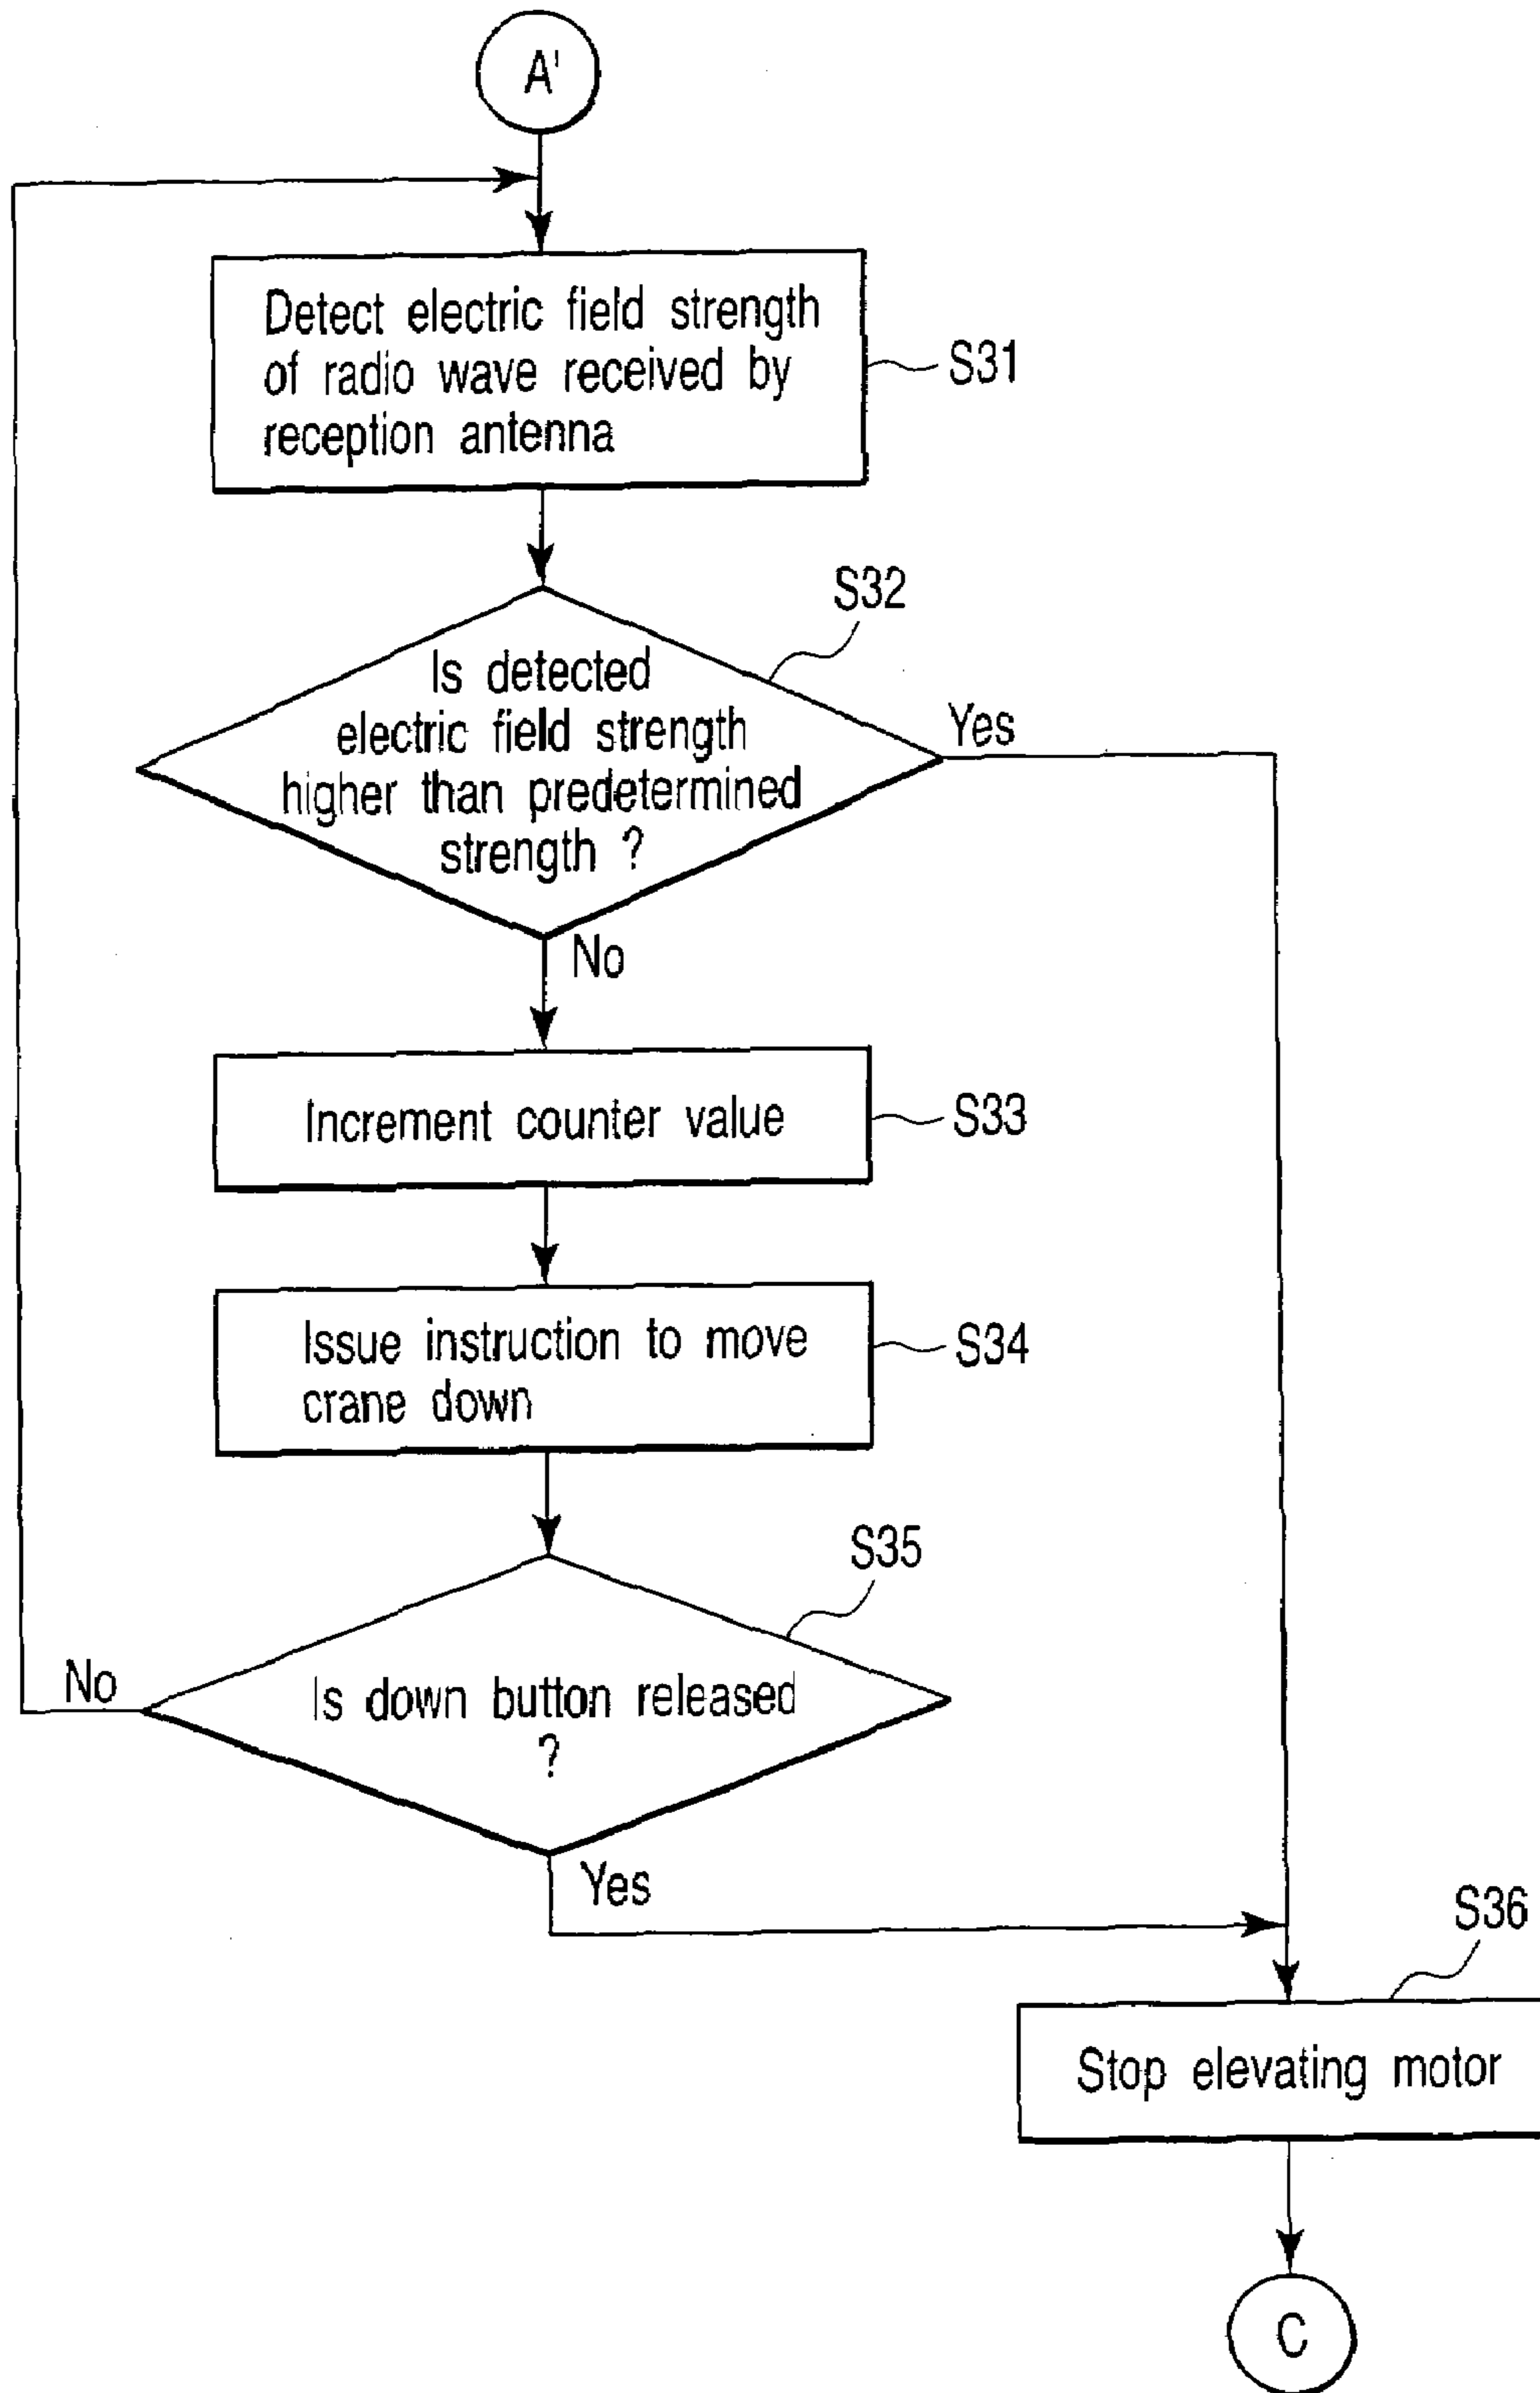 A'
Detect electric field strength
of radio wave received by
reception antenna
S31
S32
Is detected
electric field strength
higher than predetermined
strength ?
Yes
No
Increment counter value
S33
Issue instruction to move
crane down
S34
S35
Is down button released
?
No
Yes
S36
Stop elevating motor
C